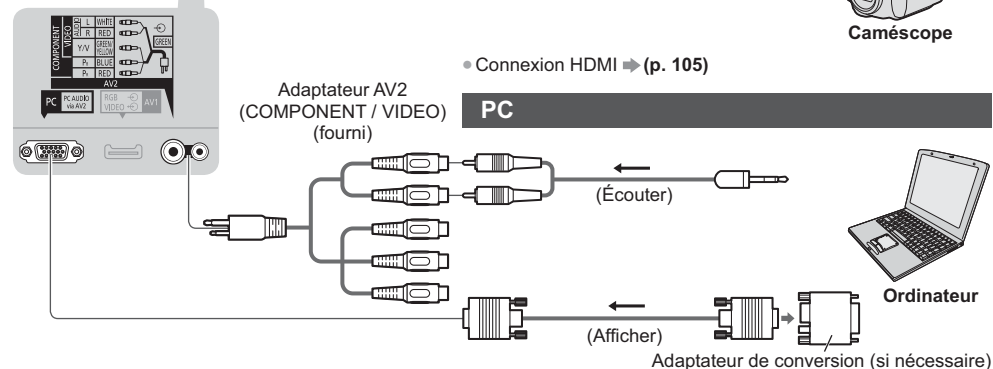 Caméscope
Connexion HDMI (p. 105)
PC
Adaptateur AV2
(COMPONENT / VIDEO)
(fourni)
COMPONENT
VIDEO
AUDIO
L WHITE
R RED
Y/V GREEN/YELLOW
GREEN
PB BLUE
PR RED
AV2
PC
PC AUDIO via AV2
RGB
VIDEO
AV1
(Écouter)
Ordinateur
(Afficher)
Adaptateur de conversion (si nécessaire)